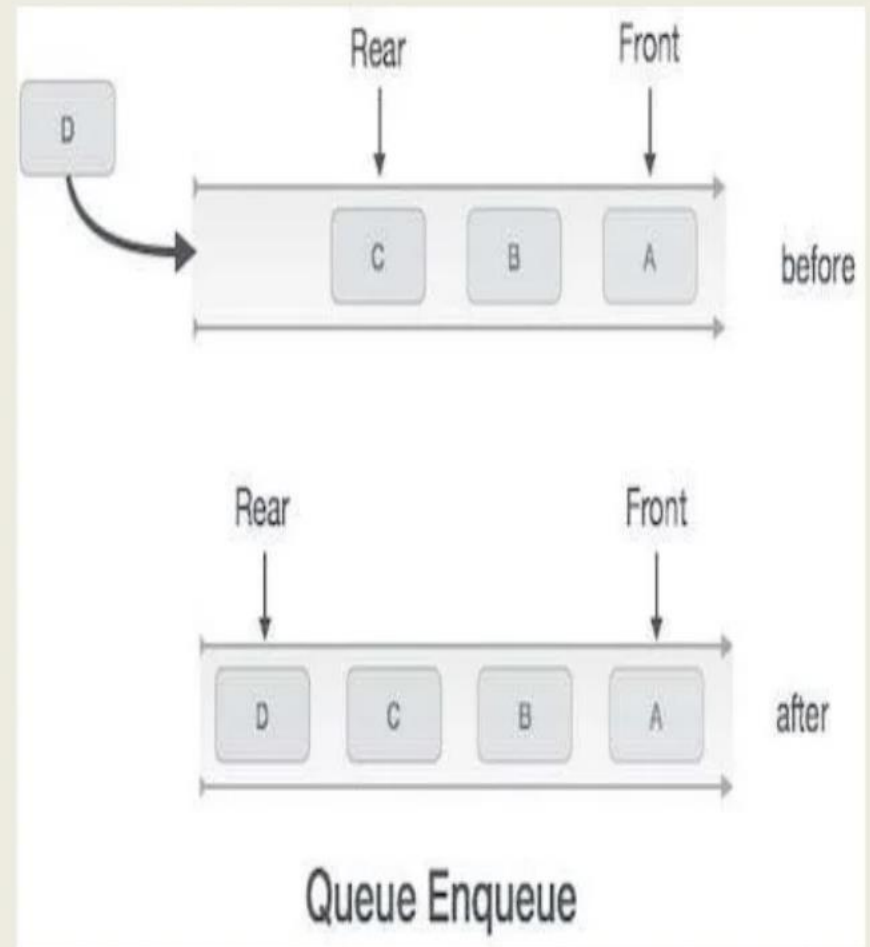 Rear Front
D
C B A before
Rear Front
D C B A after
Queue Enqueue